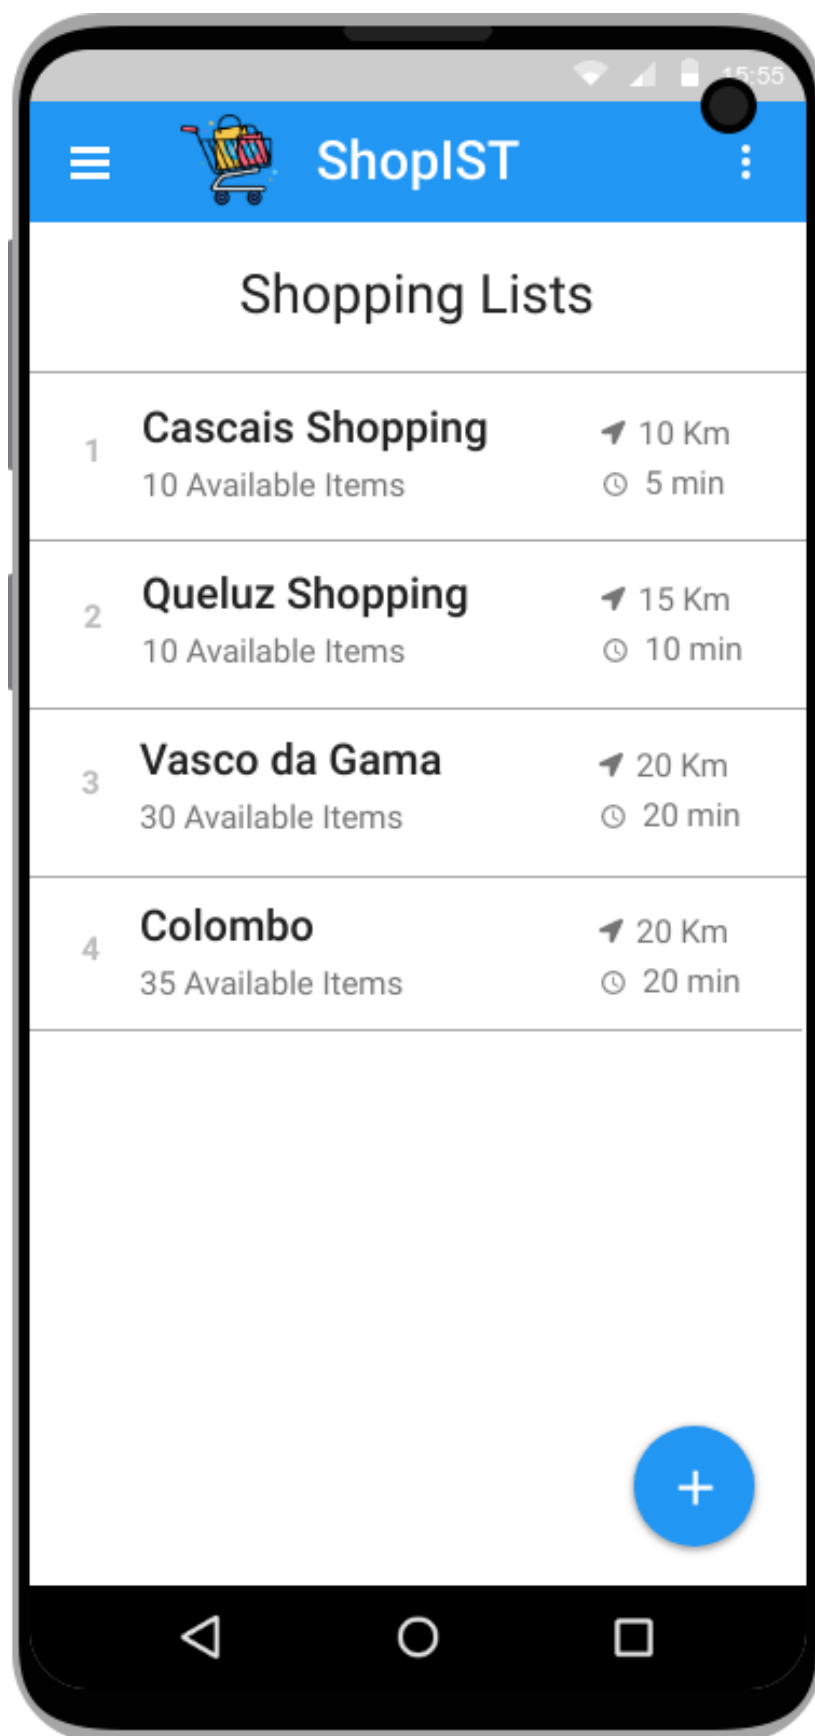 15:55
ShopIST
Shopping Lists
1
Cascais Shopping
10 Km
10 Available Items
5 min
2
Queluz Shopping
15 Km
10 Available Items
10 min
3
Vasco da Gama
20 Km
30 Available Items
20 min
4
Colombo
20 Km
35 Available Items
20 min